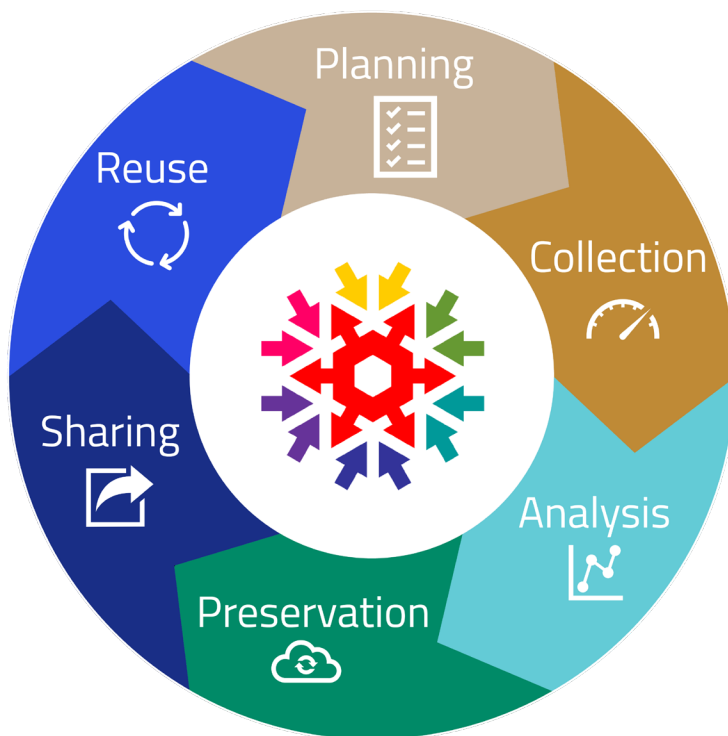 Planning
Collection
Analysis
Preservation
Sharing
Reuse